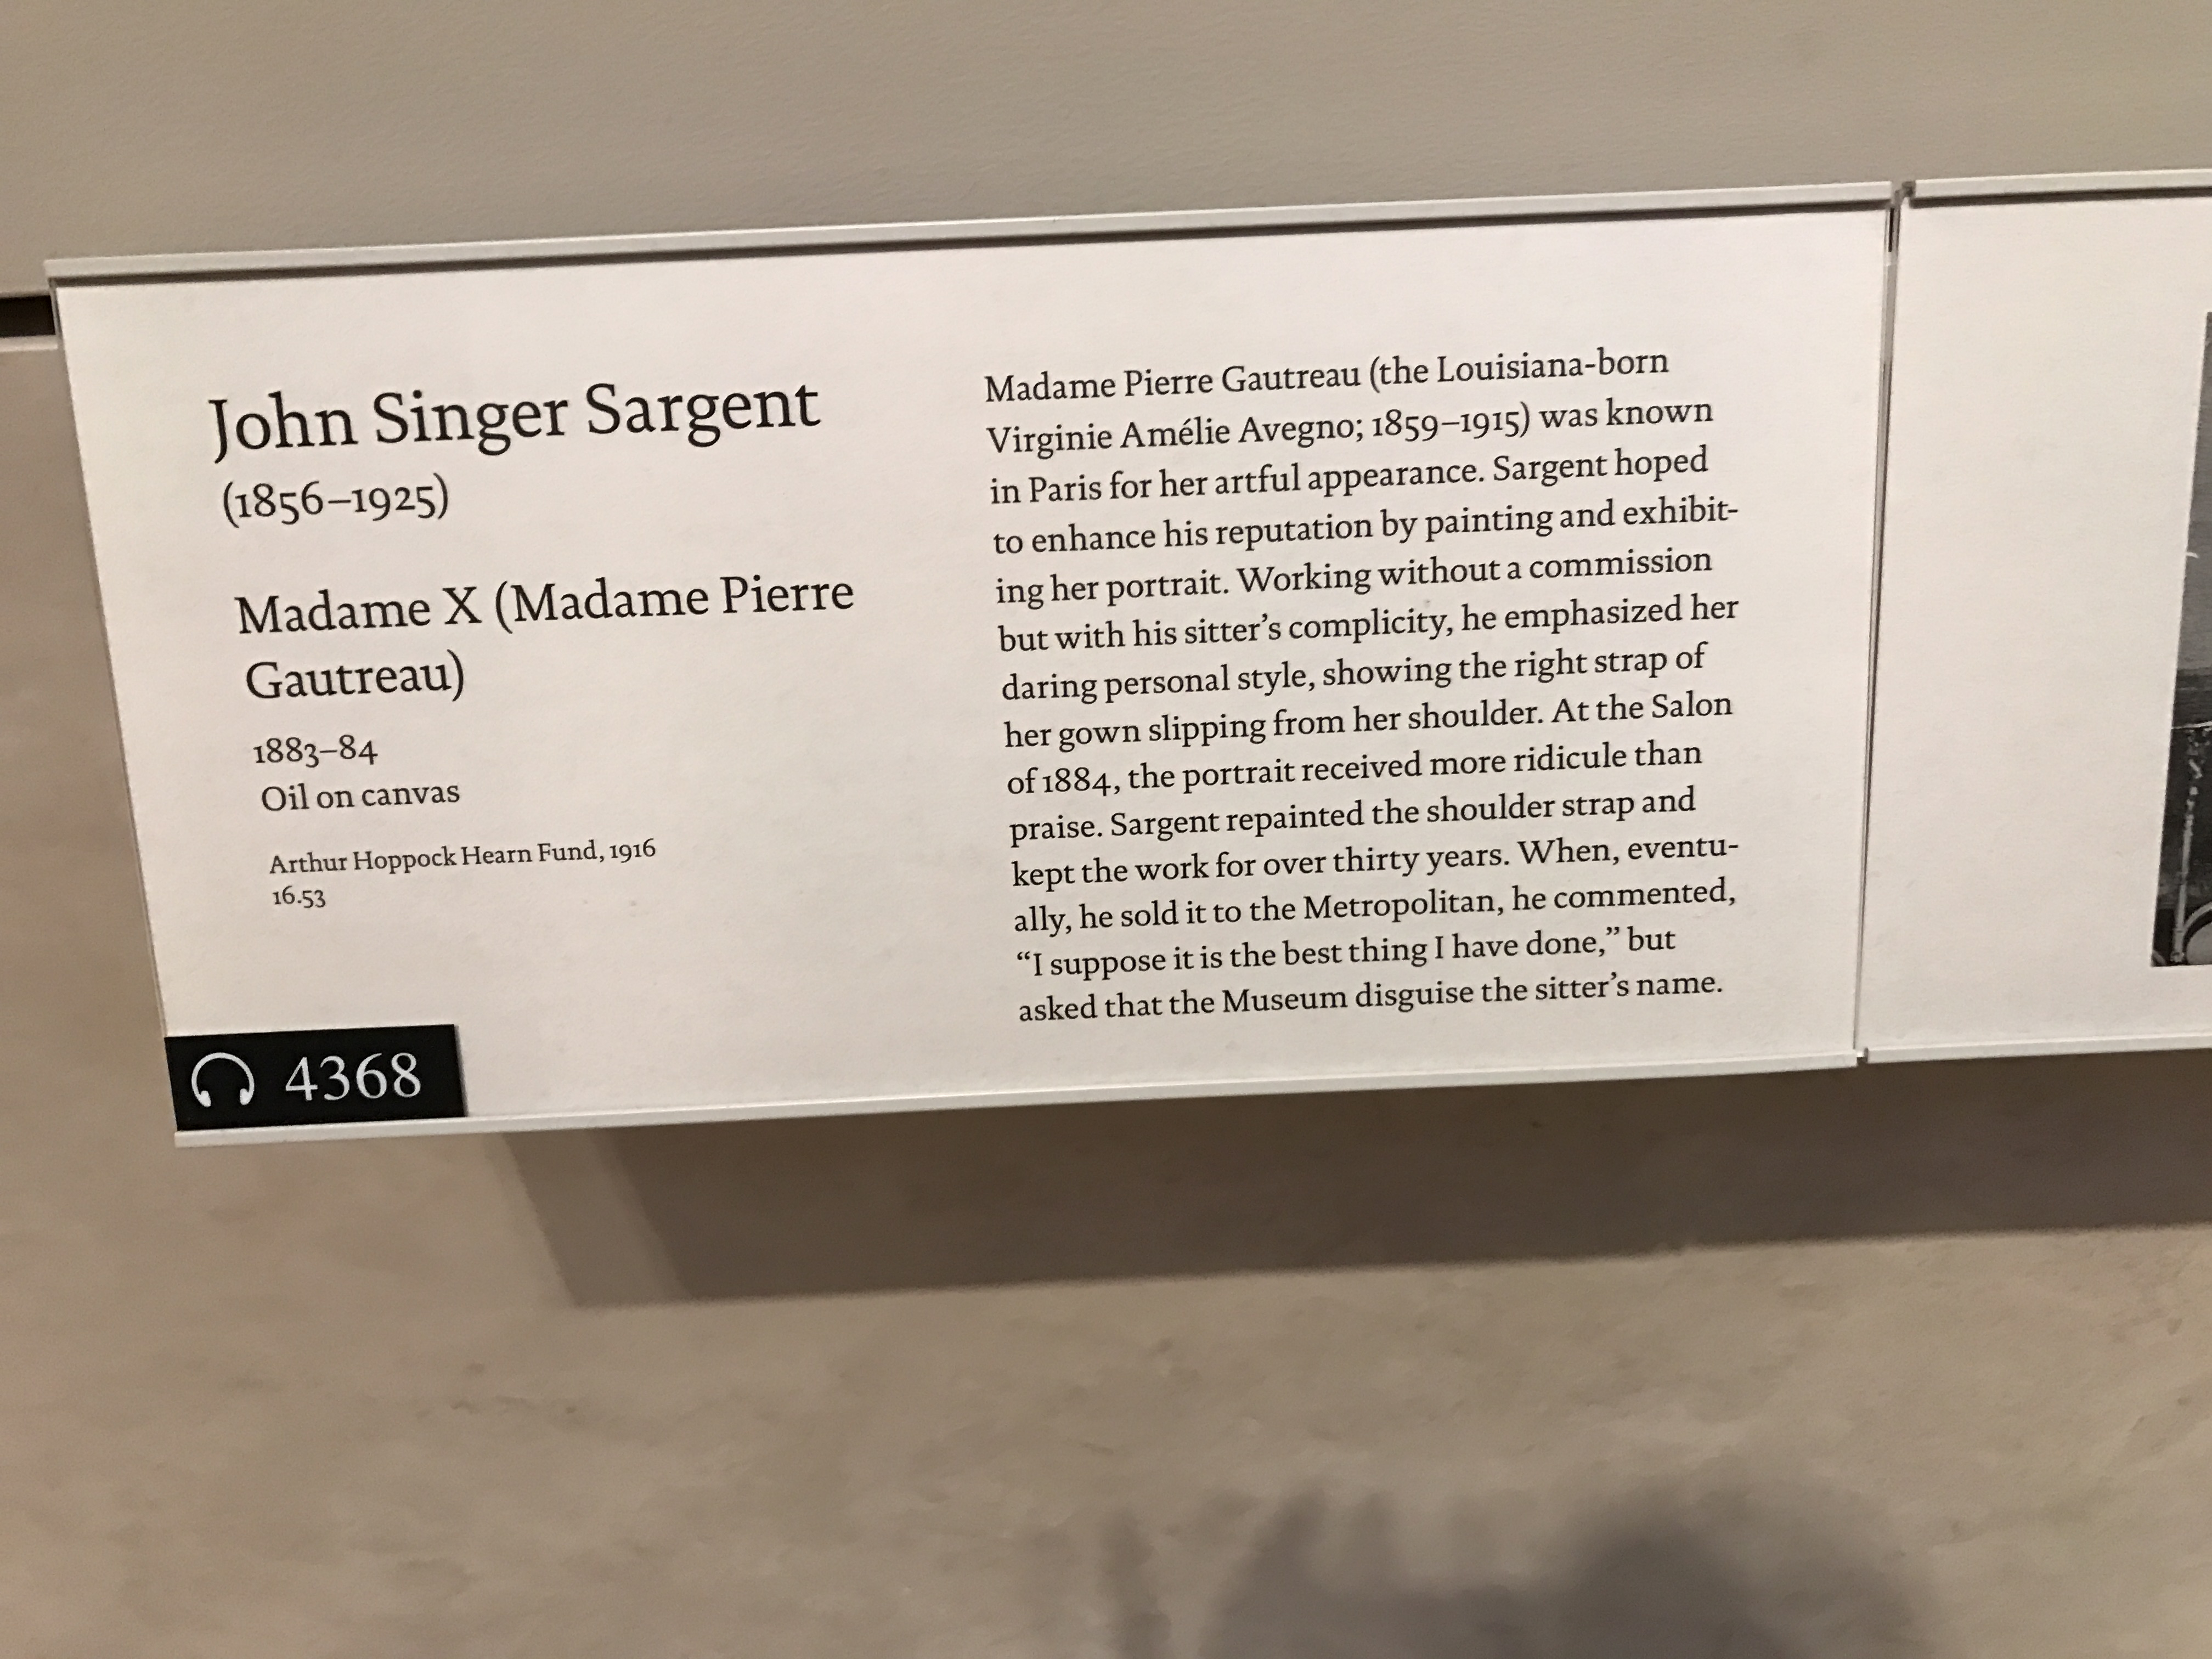 John Singer Sargent
(1856–1925)
Madame X (Madame Pierre
Gautreau)
1883–84
Oil on canvas
Arthur Hoppock Hearn Fund, 1916
16.53
4368
Madame Pierre Gautreau (the Louisiana-born
Virginie Amélie Avegno; 1859–1915) was known
in Paris for her artful appearance. Sargent hoped
to enhance his reputation by painting and exhibit-
ing her portrait. Working without a commission
but with his sitter’s complicity, he emphasized her
daring personal style, showing the right strap of
her gown slipping from her shoulder. At the Salon
of 1884, the portrait received more ridicule than
praise. Sargent repainted the shoulder strap and
kept the work for over thirty years. When, eventu-
ally, he sold it to the Metropolitan, he commented,
“I suppose it is the best thing I have done,” but
asked that the Museum disguise the sitter’s name.